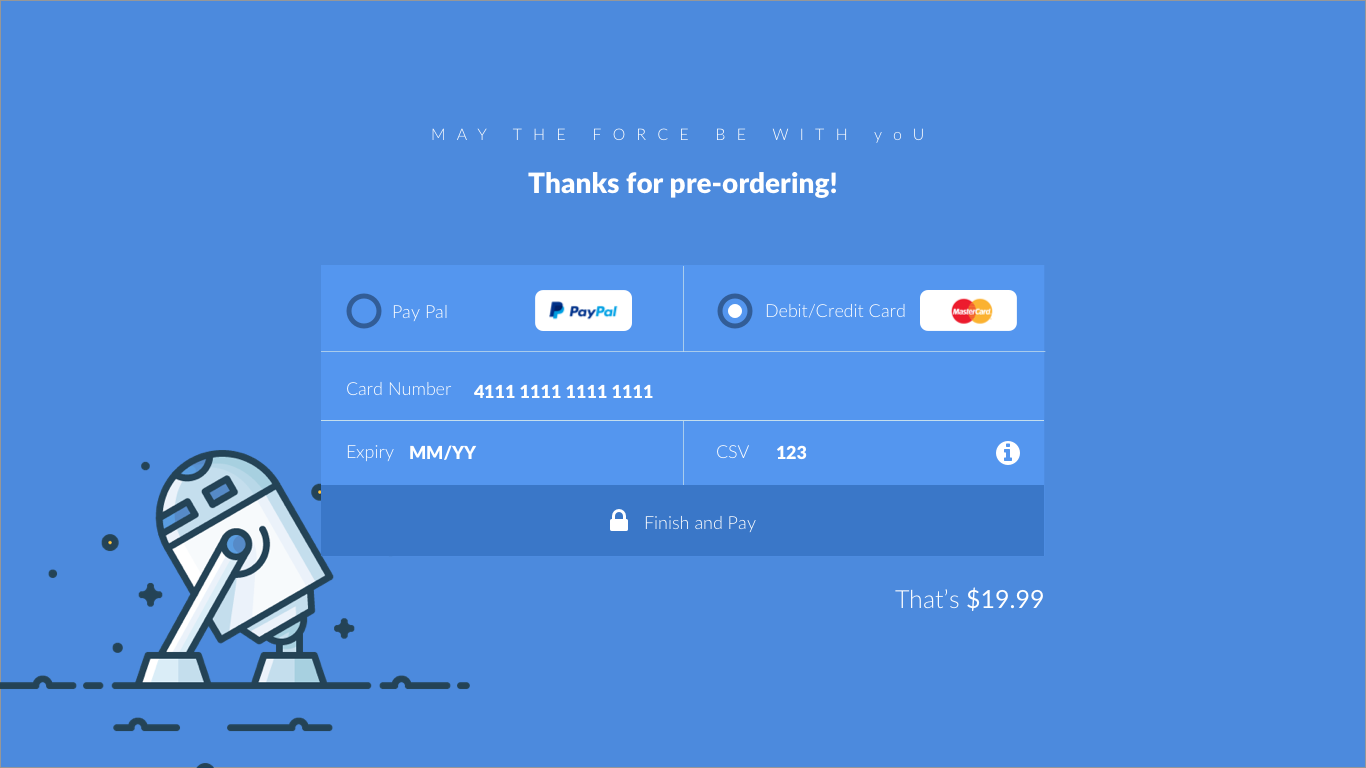 MAY THE FORCE BE WITH yoU
Thanks for pre-ordering!
Pay Pal PayPal Debit/Credit Card MasterCard
Card Number 4111 1111 1111 1111
Expiry MM/YY CSV 123
Finish and Pay
That's $19.99